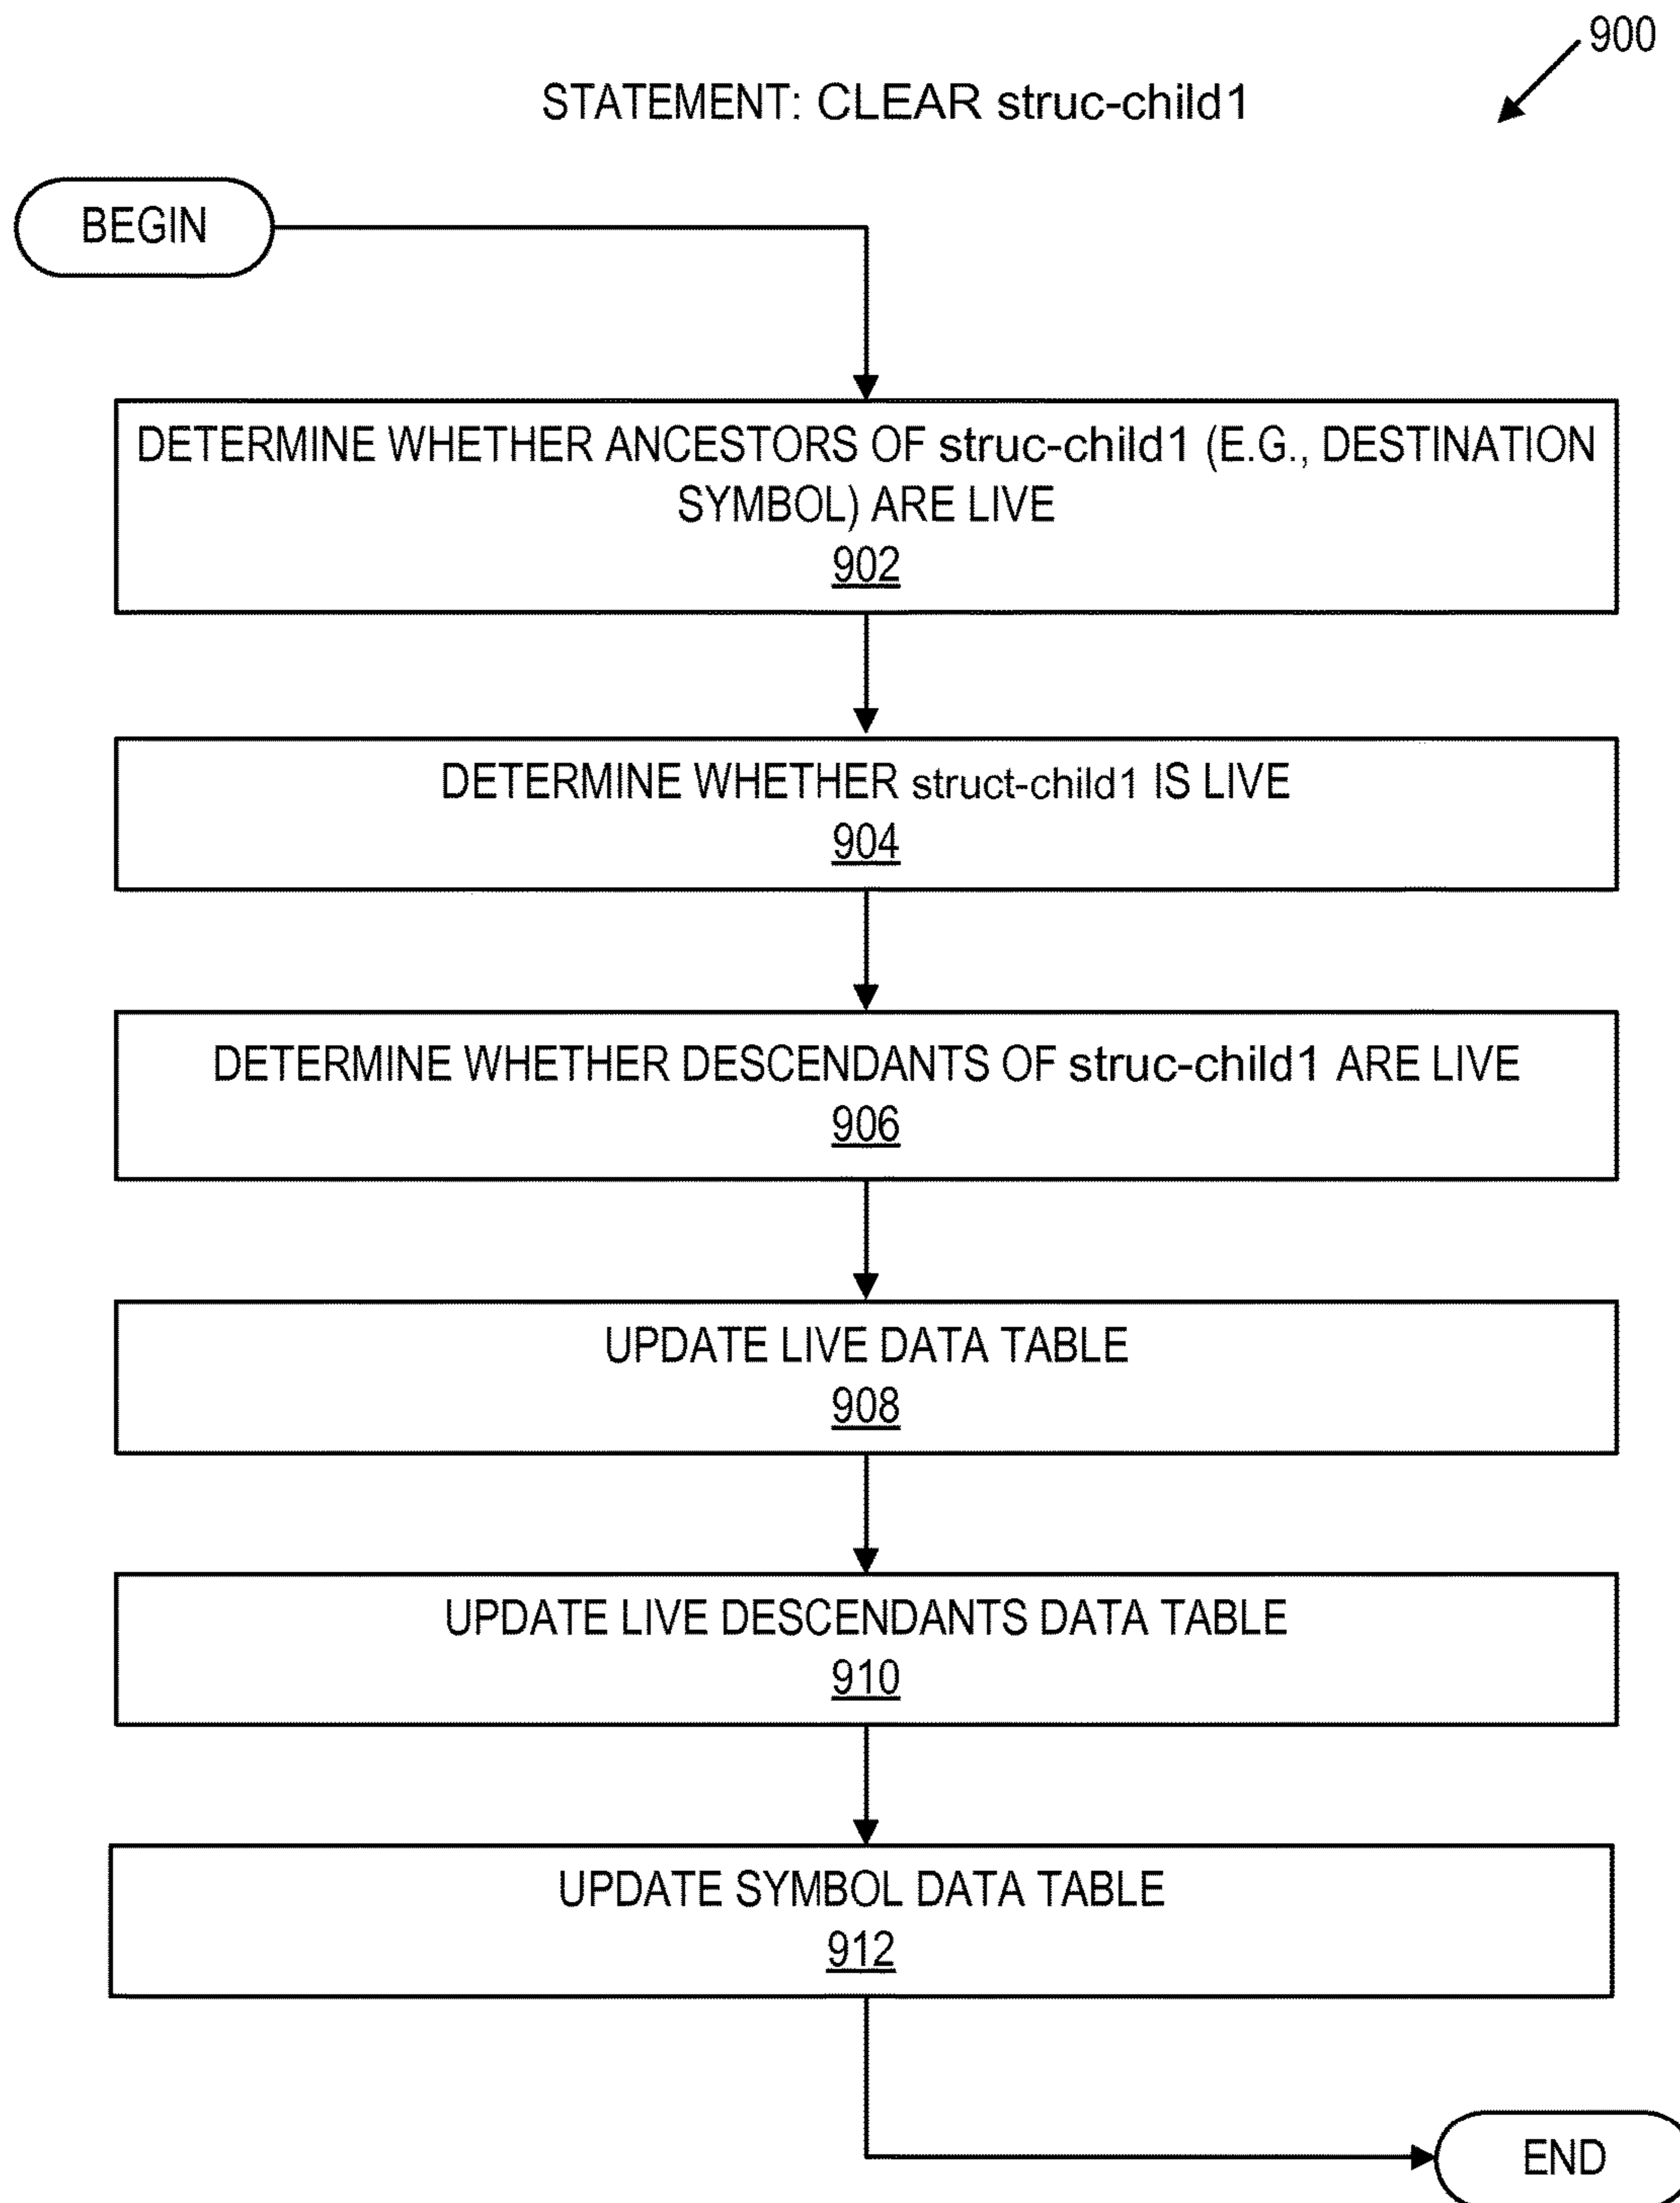 900
STATEMENT: CLEAR struc-child1
BEGIN
DETERMINE WHETHER ANCESTORS OF struc-child1 (E.G., DESTINATION
SYMBOL) ARE LIVE
902
DETERMINE WHETHER struct-child1 IS LIVE
904
DETERMINE WHETHER DESCENDANTS OF struc-child1 ARE LIVE
906
UPDATE LIVE DATA TABLE
908
UPDATE LIVE DESCENDANTS DATA TABLE
910
UPDATE SYMBOL DATA TABLE
912
END